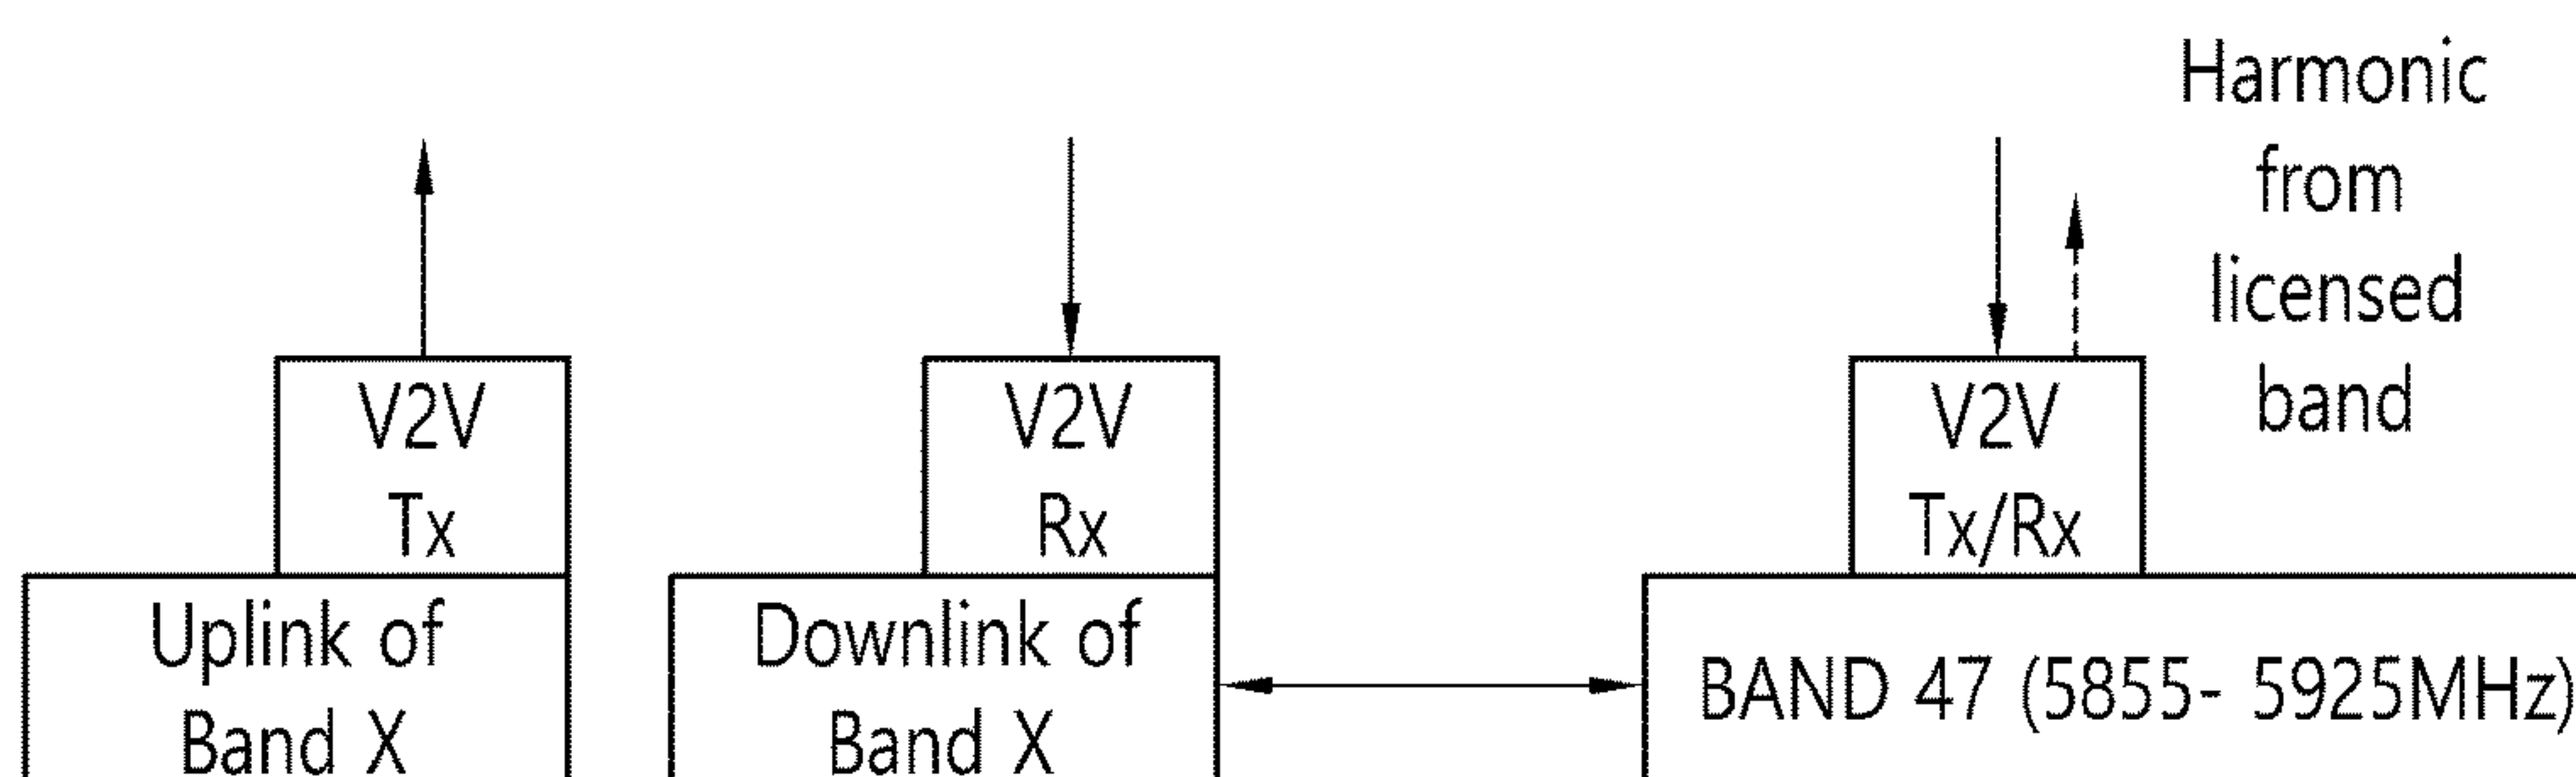 Harmonic
from
licensed
band
V2V
Tx
V2V
Rx
V2V
Tx/Rx
Uplink of
Band X
Downlink of
Band X
BAND 47 (5855- 5925MHz)